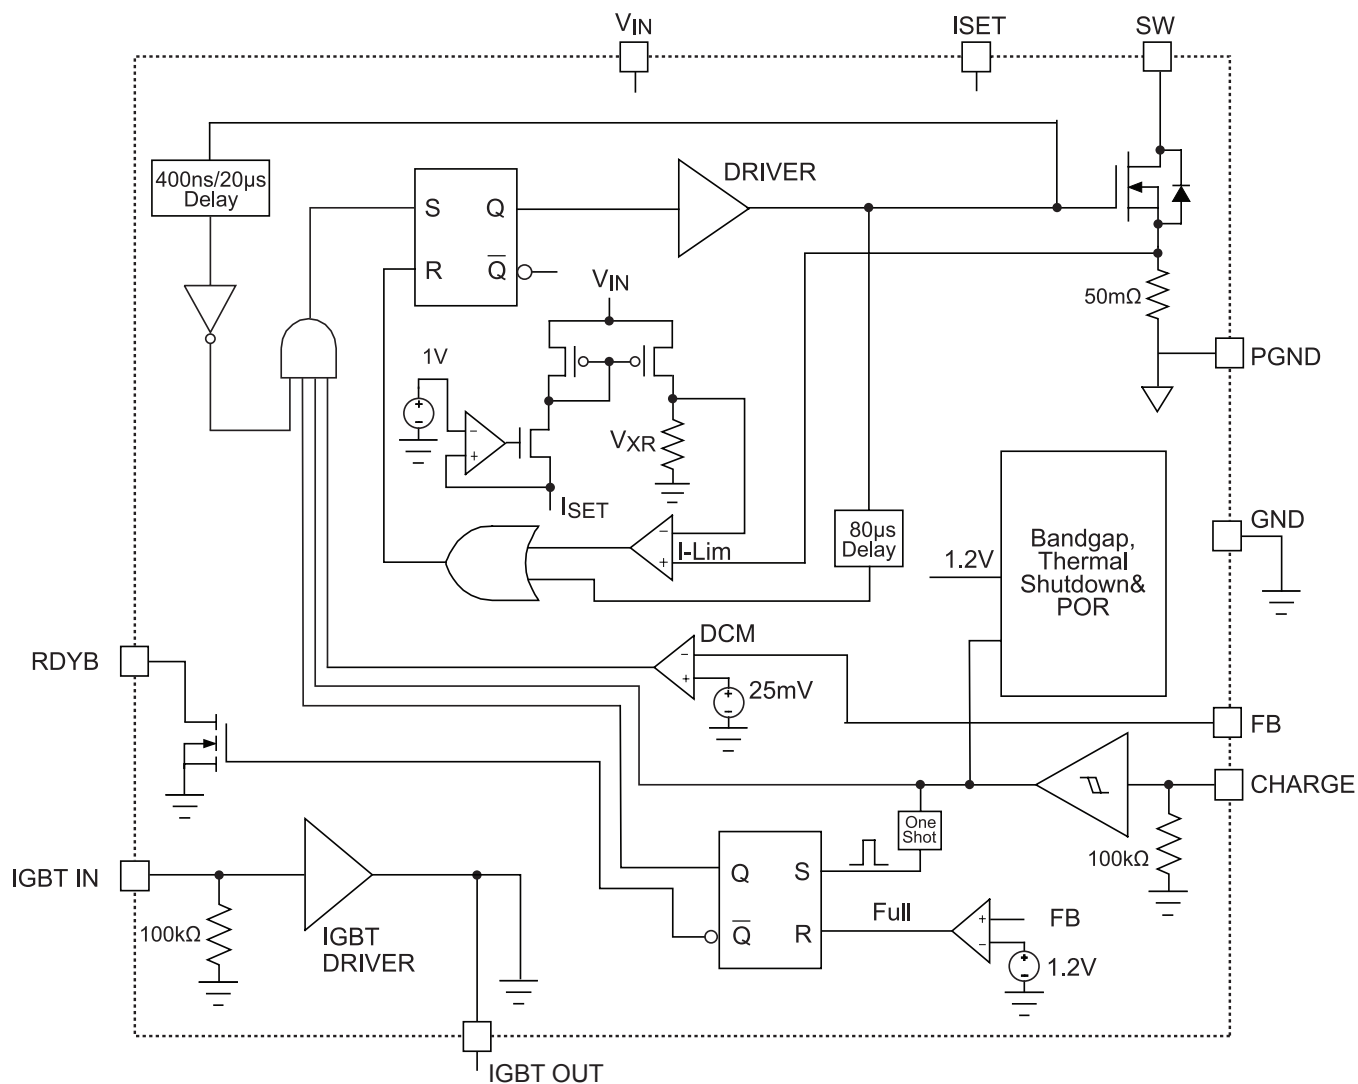 VIN
ISET
SW
400ns/20µs
Delay
S
Q
R
Q
DRIVER
VIN
50mΩ
PGND
1V
−
+
VXR
ISET
−
+
I-Lim
80µs
Delay
Bandgap,
Thermal
Shutdown&
POR
1.2V
GND
RDYB
DCM
−
+
25mV
FB
CHARGE
One
Shot
100kΩ
IGBT IN
100kΩ
IGBT
DRIVER
Q
S
Q
R
Full
+
−
FB
1.2V
IGBT OUT